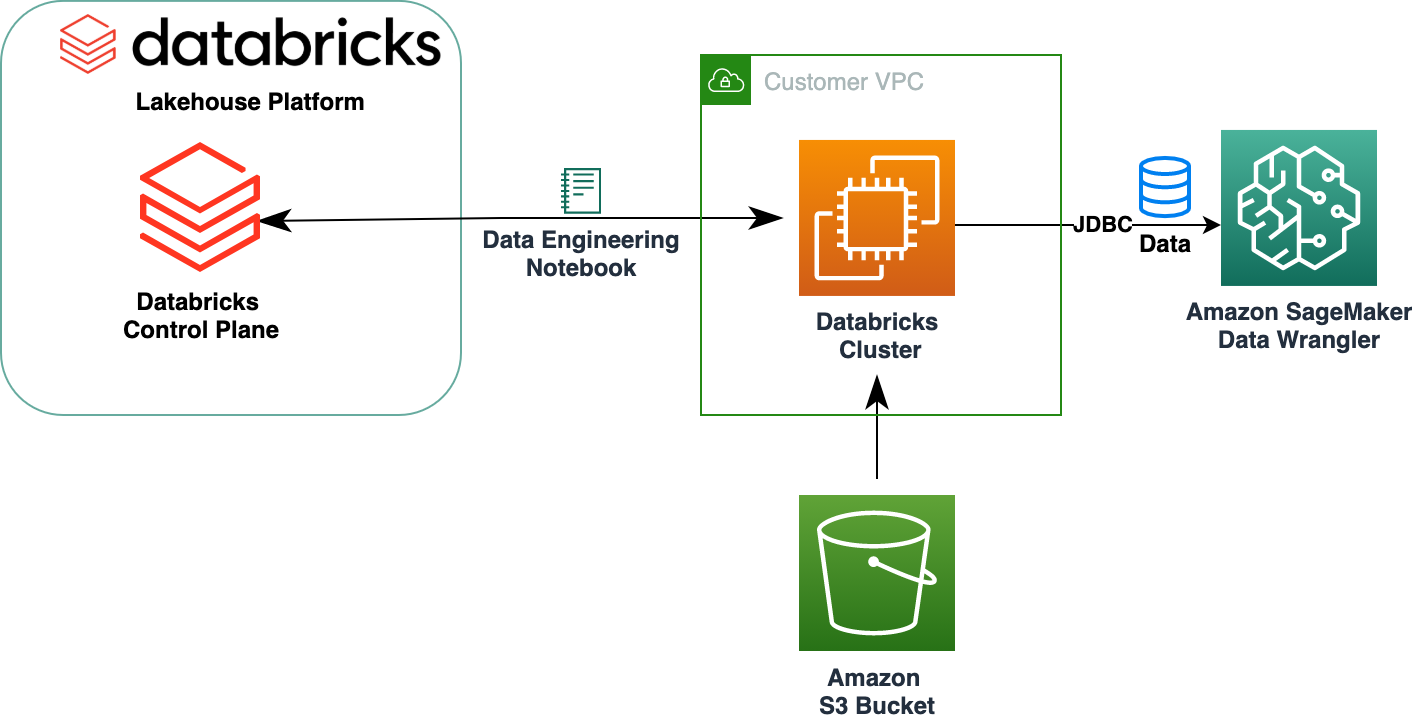 databricks
Lakehouse Platform
Databricks
Control Plane
Data Engineering
Notebook
Customer VPC
Databricks
Cluster
JDBC
Data
Amazon SageMaker
Data Wrangler
Amazon
S3 Bucket